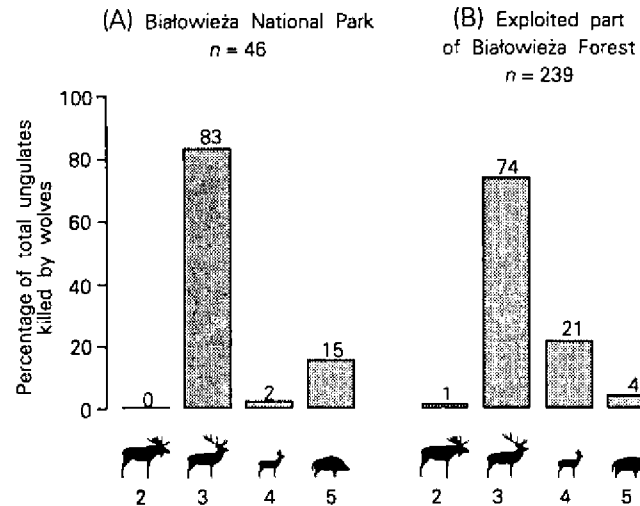 (A) Białowieża National Park
n = 46
(B) Exploited part
of Białowieża Forest
n = 239
Percentage of total ungulates
killed by wolves
100
80
60
40
20
0
0
83
2
15
1
74
21
4
2 3 4 5
2 3 4 5